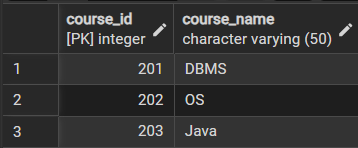 course_id course_name
[PK] integer character varying (50)
1 201 DBMS
2 202 OS
3 203 Java